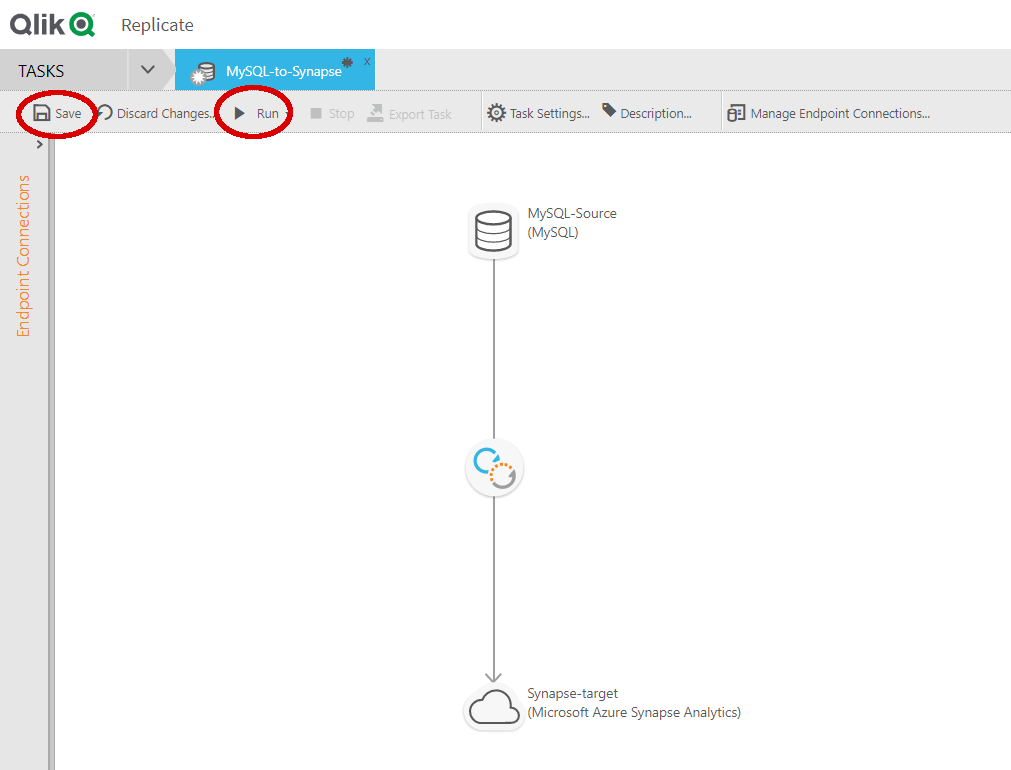 Qlik Replicate
TASKS MySQL-to-Synapse x
Save Discard Changes... Run Stop Export Task Task Settings... Description... Manage Endpoint Connections...
Endpoint Connections
MySQL-Source
(MySQL)
Synapse-target
(Microsoft Azure Synapse Analytics)